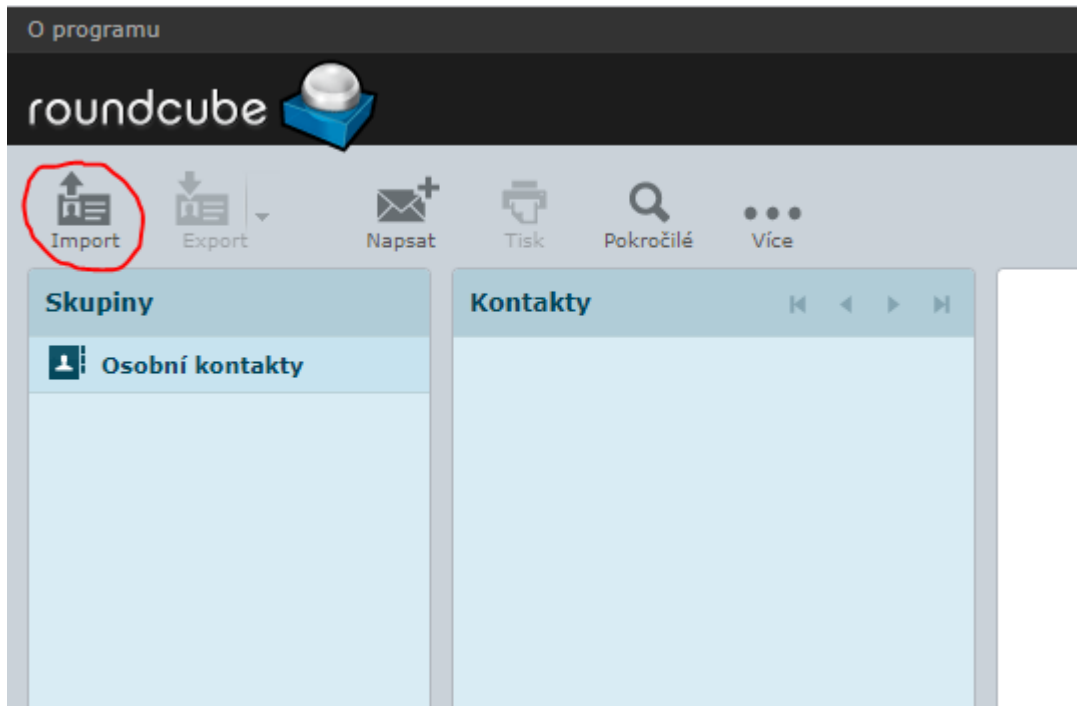 O programu
roundcube
Import Export Napsat Tisk Pokročilé Více
Skupiny Kontakty
Osobní kontakty